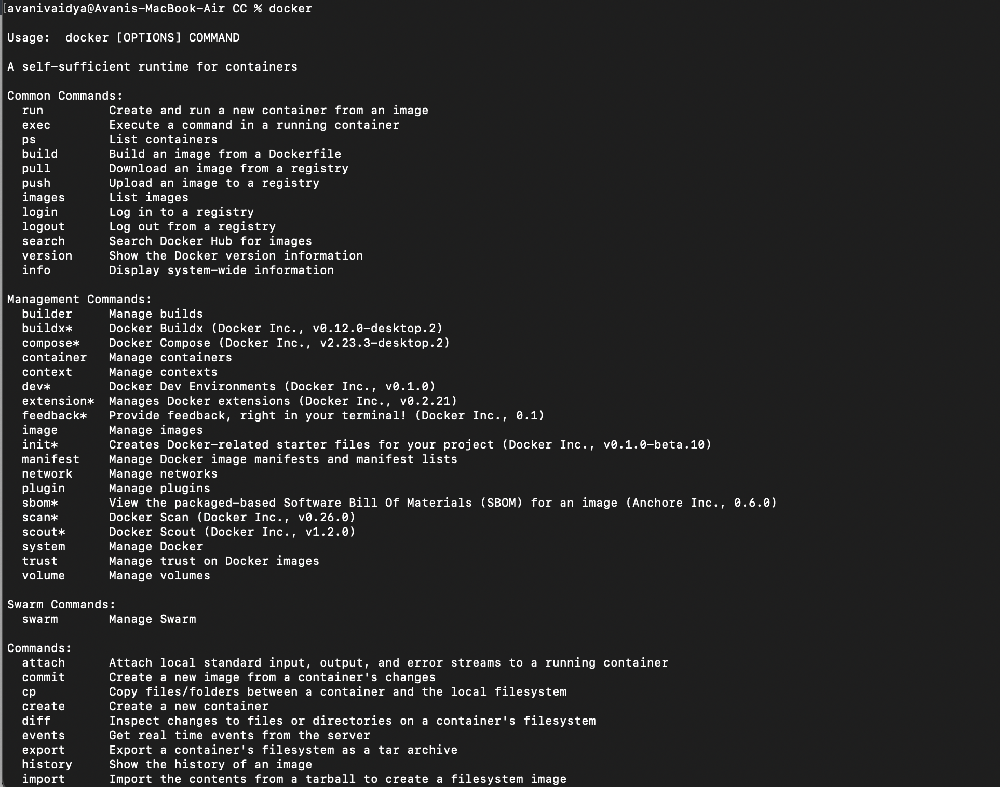 [avanivaidya@Avanis-MacBook-Air CC % docker
Usage:  docker [OPTIONS] COMMAND
A self-sufficient runtime for containers
Common Commands:
  run         Create and run a new container from an image
  exec        Execute a command in a running container
  ps          List containers
  build       Build an image from a Dockerfile
  pull        Download an image from a registry
  push        Upload an image to a registry
  images      List images
  login       Log in to a registry
  logout      Log out from a registry
  search      Search Docker Hub for images
  version     Show the Docker version information
  info        Display system-wide information
Management Commands:
  builder     Manage builds
  buildx*     Docker Buildx (Docker Inc., v0.12.0-desktop.2)
  compose*    Docker Compose (Docker Inc., v2.23.3-desktop.2)
  container   Manage containers
  context     Manage contexts
  dev*        Docker Dev Environments (Docker Inc., v0.1.0)
  extension*  Manages Docker extensions (Docker Inc., v0.2.21)
  feedback*   Provide feedback, right in your terminal! (Docker Inc., 0.1)
  image       Manage images
  init*       Creates Docker-related starter files for your project (Docker Inc., v0.1.0-beta.10)
  manifest    Manage Docker image manifests and manifest lists
  network     Manage networks
  plugin      Manage plugins
  sbom*       View the packaged-based Software Bill Of Materials (SBOM) for an image (Anchore Inc., 0.6.0)
  scan*       Docker Scan (Docker Inc., v0.26.0)
  scout*      Docker Scout (Docker Inc., v1.2.0)
  system      Manage Docker
  trust       Manage trust on Docker images
  volume      Manage volumes
Swarm Commands:
  swarm       Manage Swarm
Commands:
  attach      Attach local standard input, output, and error streams to a running container
  commit      Create a new image from a container's changes
  cp          Copy files/folders between a container and the local filesystem
  create      Create a new container
  diff        Inspect changes to files or directories on a container's filesystem
  events      Get real time events from the server
  export      Export a container's filesystem as a tar archive
  history     Show the history of an image
  import      Import the contents from a tarball to create a filesystem image